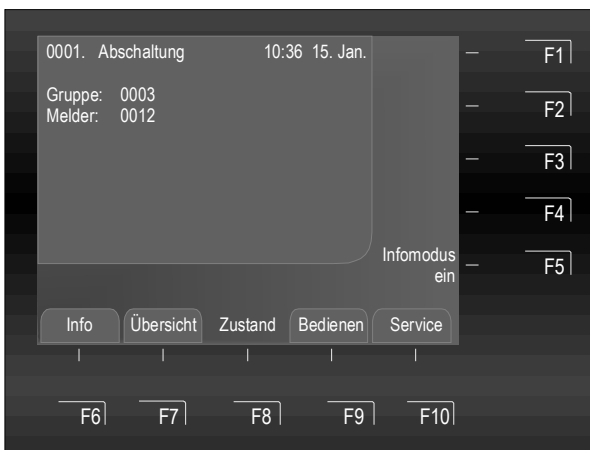 0001. Abschaltung 10:36 15. Jan.
Gruppe: 0003
Melder: 0012
F1
F2
F3
F4
Infomodus
ein
F5
Info Übersicht Zustand Bedienen Service
F6 F7 F8 F9 F10